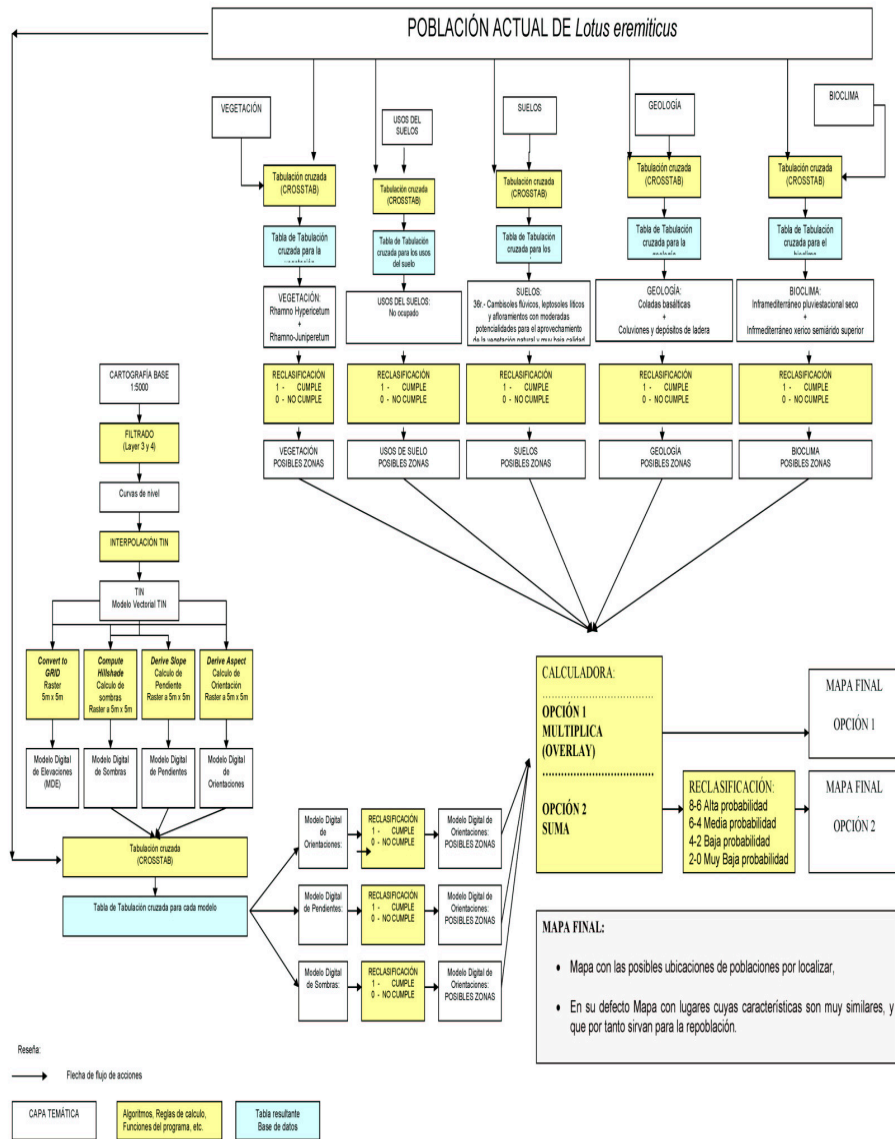 POBLACIÓN ACTUAL DE Lotus eremiticus
VEGETACIÓN
USOS DEL
SUELOS
SUELOS
GEOLOGÍA
BIOCLIMA
Tabulación cruzada
(CROSSTAB)
Tabulación cruzada
(CROSSTAB)
Tabulación cruzada
(CROSSTAB)
Tabulación cruzada
(CROSSTAB)
Tabulación cruzada
(CROSSTAB)
Tabla de Tabulación
cruzada para la
Tabla de Tabulación
cruzada para los usos
del suelo
Tabla de Tabulación
cruzada para los
Tabla de Tabulación
cruzada para la
Tabla de Tabulación
cruzada para el
VEGETACIÓN:
Rhamno Hypericetum
+
Rhamno-Juniperetum
USOS DEL SUELOS:
No ocupado
SUELOS:
36r.- Cambisoles flúvicos, leptosoles líticos
y afloramientos con moderadas
potencialidades para el aprovechamiento
de la vegetación natural y muy baja calidad
GEOLOGÍA:
Coladas basálticas
+
Coluviones y depósitos de ladera
BIOCLIMA:
Inframediterráneo pluviestacional seco
+
Infrmediterráneo xerico semiárido superior
RECLASIFICACIÓN
1 - CUMPLE
0 - NO CUMPLE
RECLASIFICACIÓN
1 - CUMPLE
0 - NO CUMPLE
RECLASIFICACIÓN
1 - CUMPLE
0 - NO CUMPLE
RECLASIFICACIÓN
1 - CUMPLE
0 - NO CUMPLE
RECLASIFICACIÓN
1 - CUMPLE
0 - NO CUMPLE
VEGETACIÓN
POSIBLES ZONAS
USOS DE SUELO
POSIBLES ZONAS
SUELOS
POSIBLES ZONAS
GEOLOGÍA
POSIBLES ZONAS
BIOCLIMA
POSIBLES ZONAS
CARTOGRAFÍA BASE
1:5000
FILTRADO
(Layer 3 y 4)
Curvas de nivel
INTERPOLACIÓN TIN
TIN
Modelo Vectorial TIN
Convert to
GRID
Raster
5m x 5m
Compute
Hillshade
Calculo de
sombras
Raster a 5m x 5m
Derive Slope
Calculo de
Pendiente
Raster a 5m x 5m
Derive Aspect
Calculo de
Orientación
Raster a 5m x 5m
Modelo Digital
de Elevaciones
(MDE)
Modelo Digital
de Sombras
Modelo Digital
de Pendientes
Modelo Digital
de
Orientaciones
Tabulación cruzada
(CROSSTAB)
Tabla de Tabulación cruzada para cada modelo
Modelo Digital
de
Orientaciones:
RECLASIFICACIÓN
1 - CUMPLE
0 - NO CUMPLE
Modelo Digital de
Orientaciones:
POSIBLES ZONAS
Modelo Digital
de Pendientes:
RECLASIFICACIÓN
1 - CUMPLE
0 - NO CUMPLE
Modelo Digital de
Orientaciones:
POSIBLES ZONAS
Modelo Digital
de Sombras:
RECLASIFICACIÓN
1 - CUMPLE
0 - NO CUMPLE
Modelo Digital de
Orientaciones:
POSIBLES ZONAS
CALCULADORA:
OPCIÓN 1
MULTIPLICA
(OVERLAY)
OPCIÓN 2
SUMA
MAPA FINAL
OPCIÓN 1
RECLASIFICACIÓN:
8-6 Alta probabilidad
6-4 Media probabilidad
4-2 Baja probabilidad
2-0 Muy Baja probabilidad
MAPA FINAL
OPCIÓN 2
MAPA FINAL:
• Mapa con las posibles ubicaciones de poblaciones por localizar,
• En su defecto Mapa con lugares cuyas características son muy similares, y
que por tanto sirvan para la repoblación.
Reseña:
Flecha de flujo de acciones
CAPA TEMÁTICA
Algoritmos, Reglas de calculo,
Funciones del programa, etc.
Tabla resultante
Base de datos